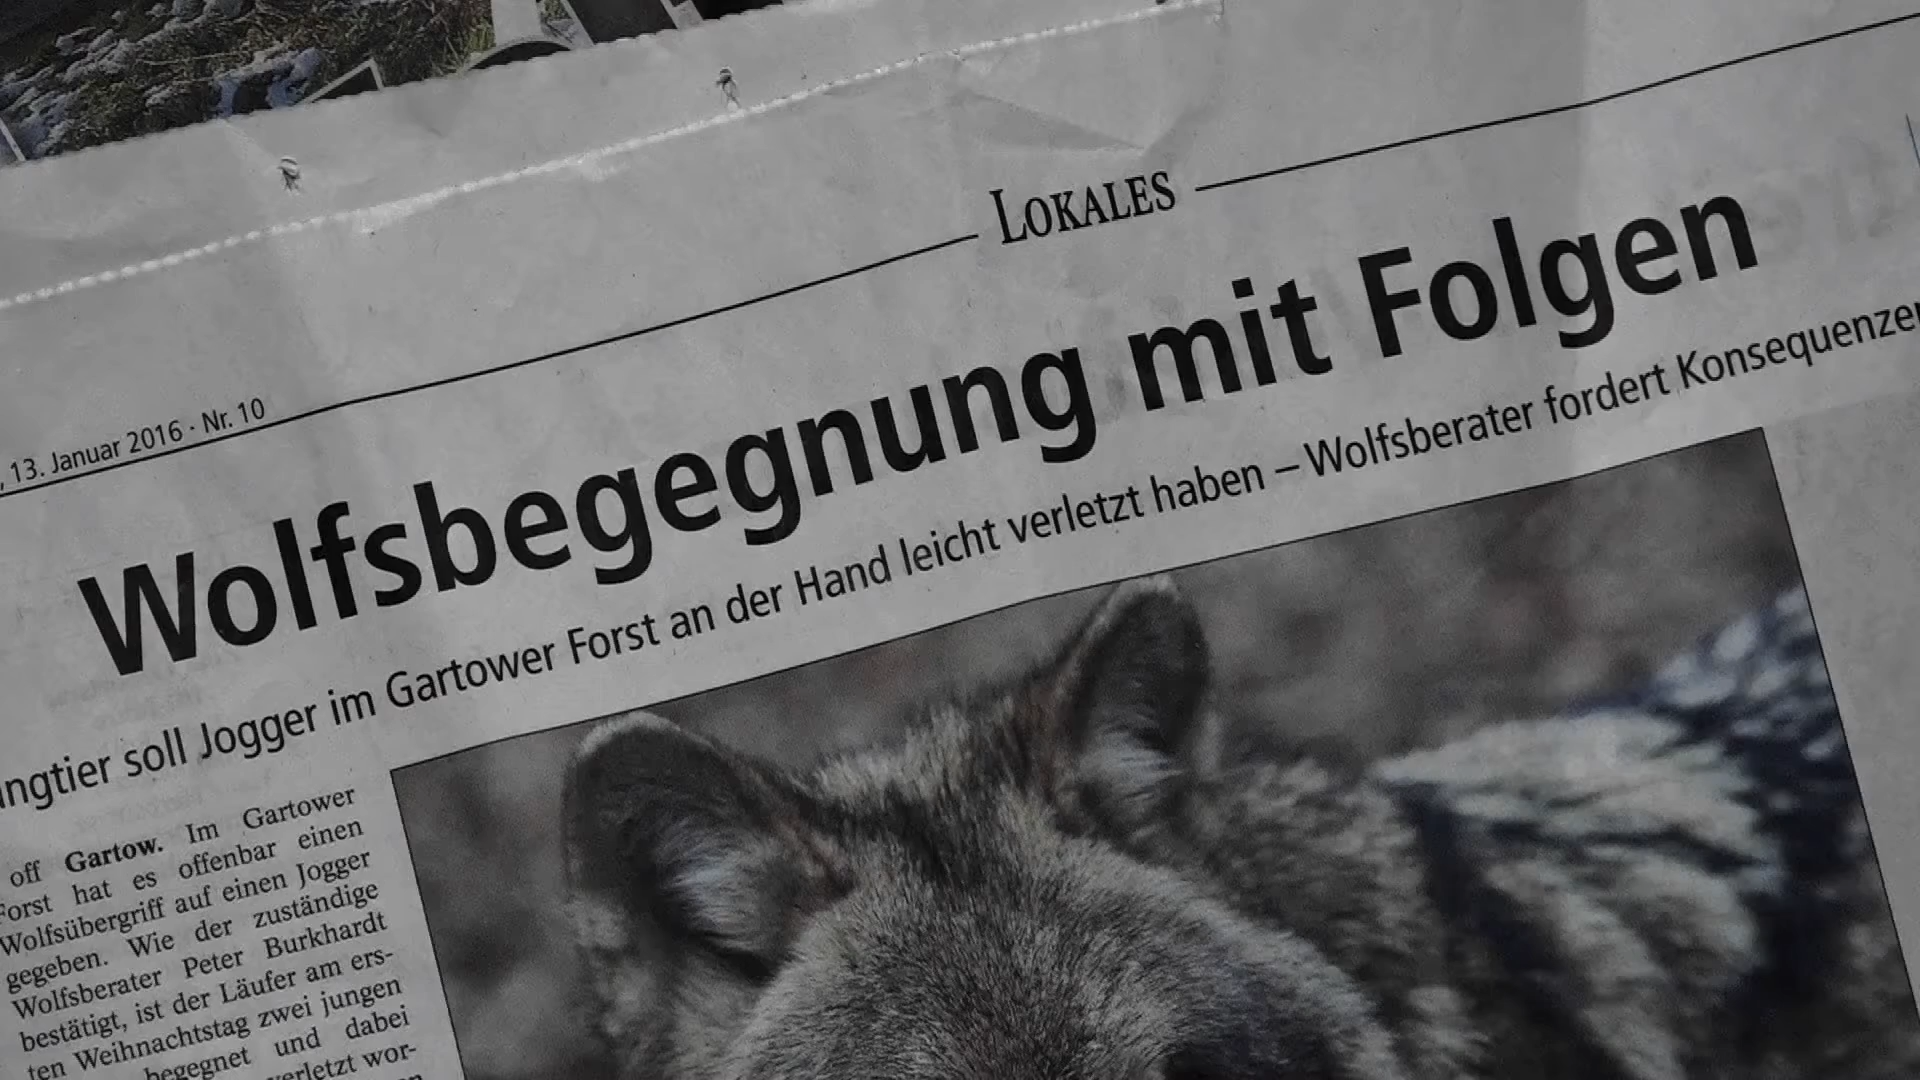 LOKALES
, 13. Januar 2016 · Nr. 10
Wolfsbegegnung mit Folgen
ngtier soll Jogger im Gartower Forst an der Hand leicht verletzt haben – Wolfsberater fordert Konsequenzen
off Gartow. Im Gartower
Forst hat es offenbar einen
Wolfsübergriff auf einen Jogger
gegeben. Wie der zuständige
Wolfsberater Peter Burkhardt
bestätigt, ist der Läufer am ers-
ten Weihnachtstag zwei jungen
begegnet und dabei
verletzt wor-